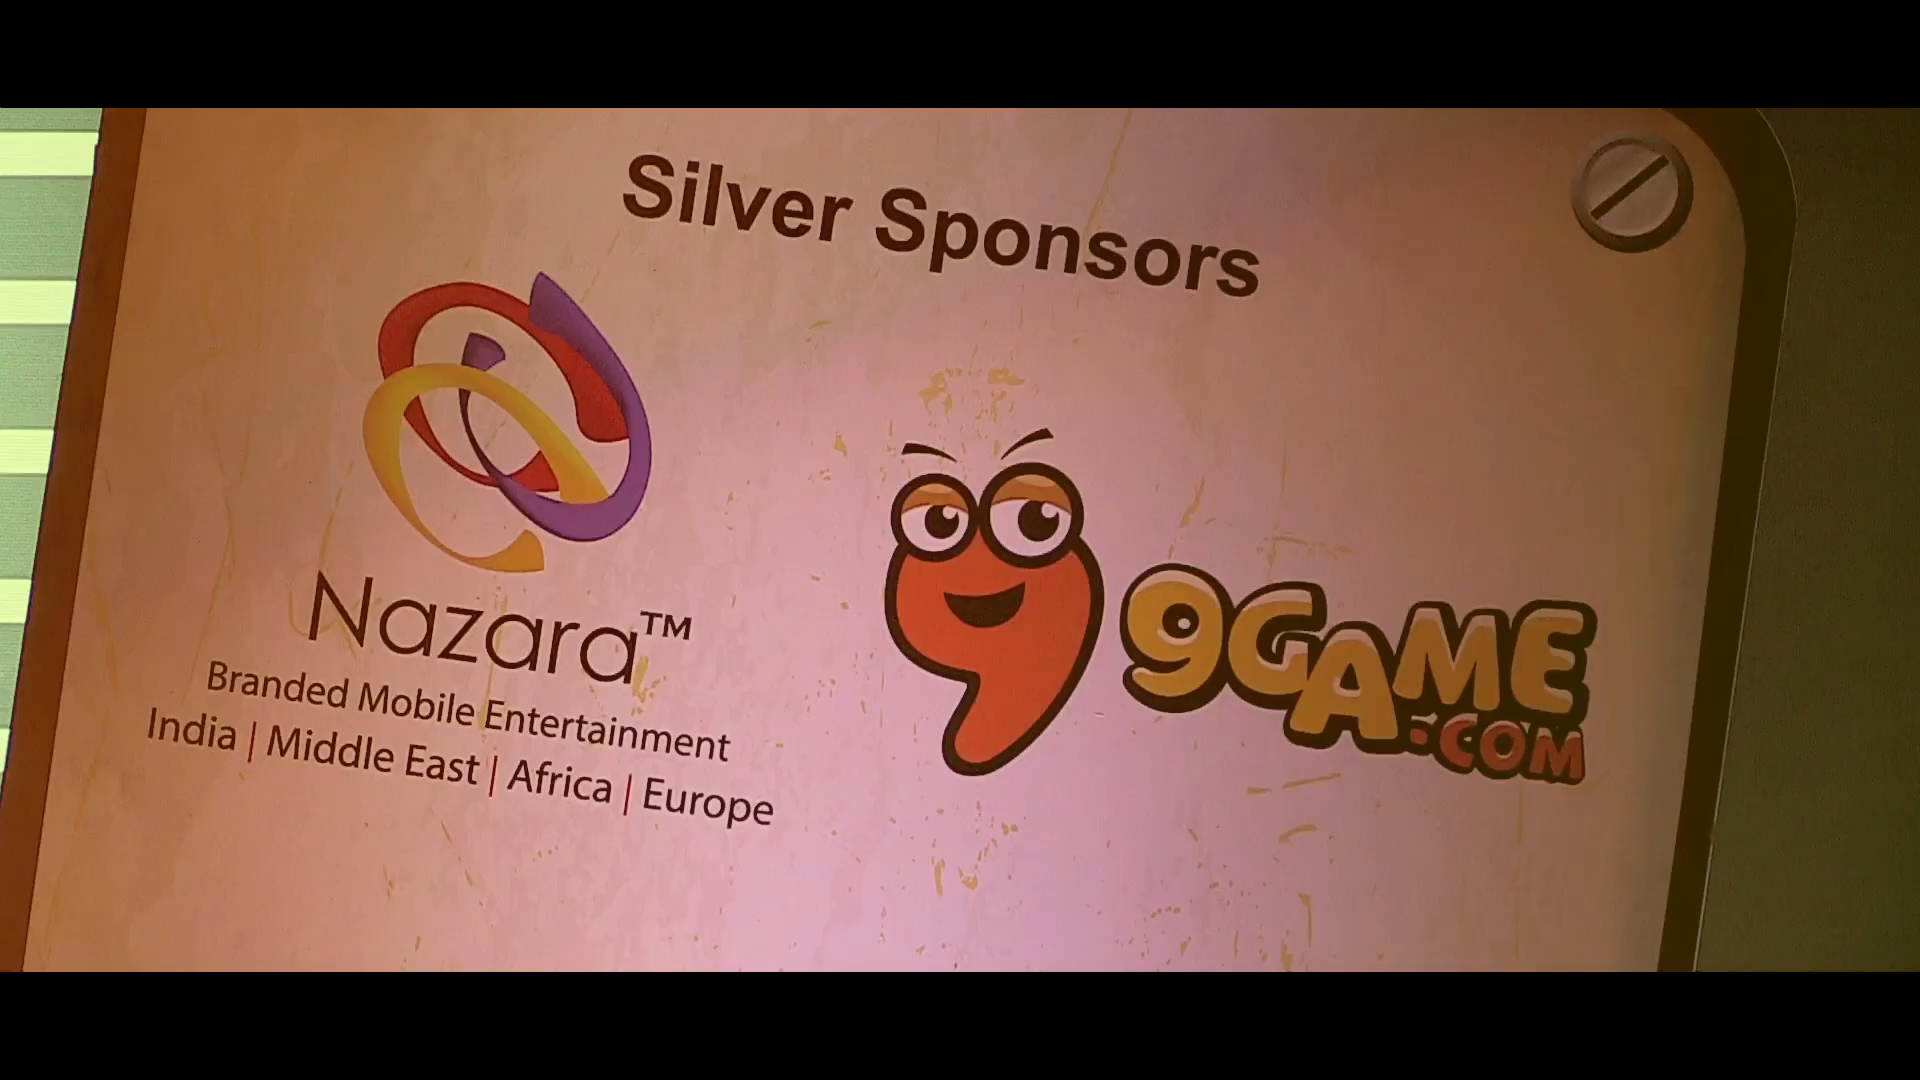 Silver Sponsors
Nazara™
Branded Mobile Entertainment
India | Middle East | Africa | Europe
9GAME
.COM